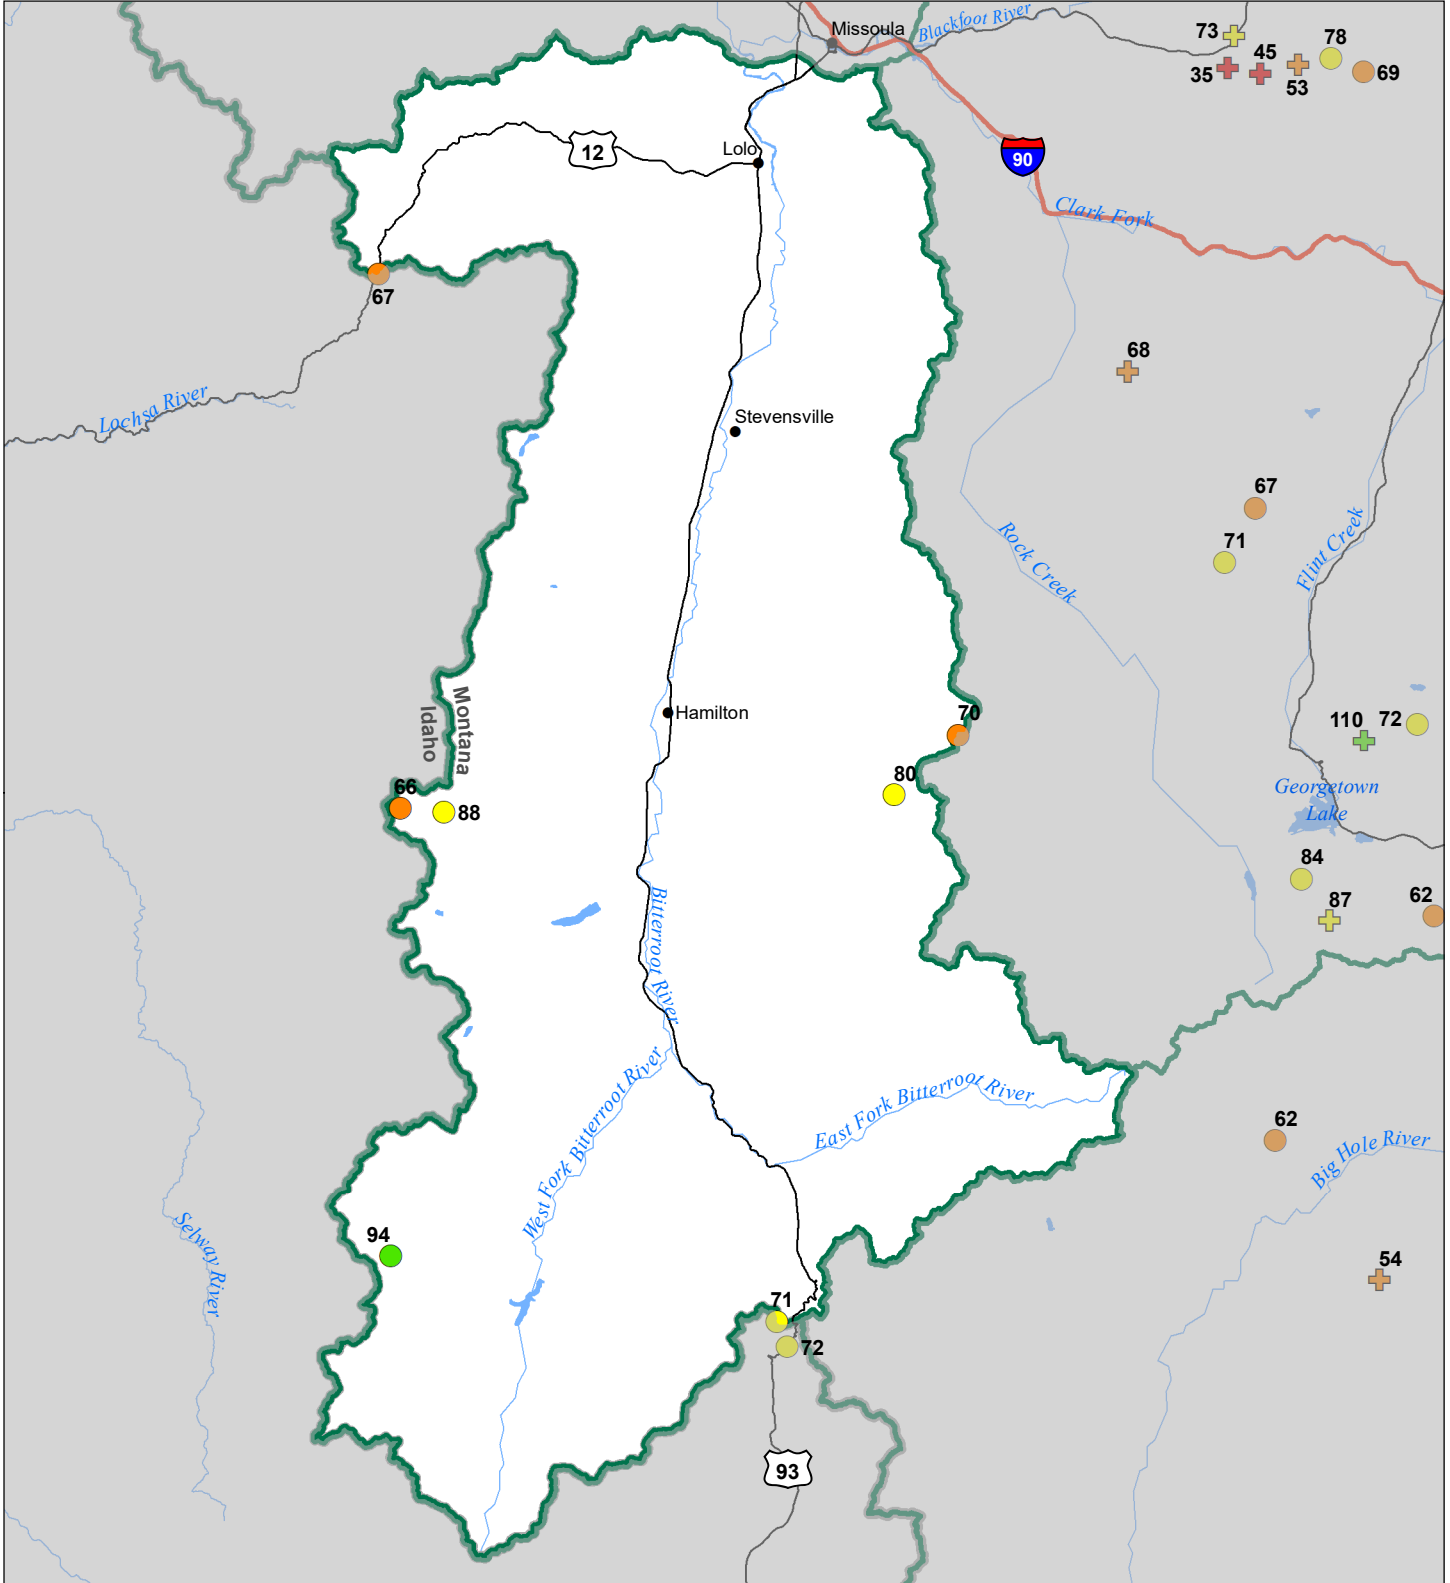 Missoula
Blackfoot River
73
78
45
35
53
69
12
Lolo
90
Clark Fork
67
68
Lochsa River
Stevensville
67
71
Rock Creek
Flint Creek
Montana
Idaho
Hamilton
70
110
72
66
88
80
Georgetown
Lake
84
87
62
Bitterroot River
West Fork Bitterroot River
East Fork Bitterroot River
62
Big Hole River
Selway River
94
54
71
72
93